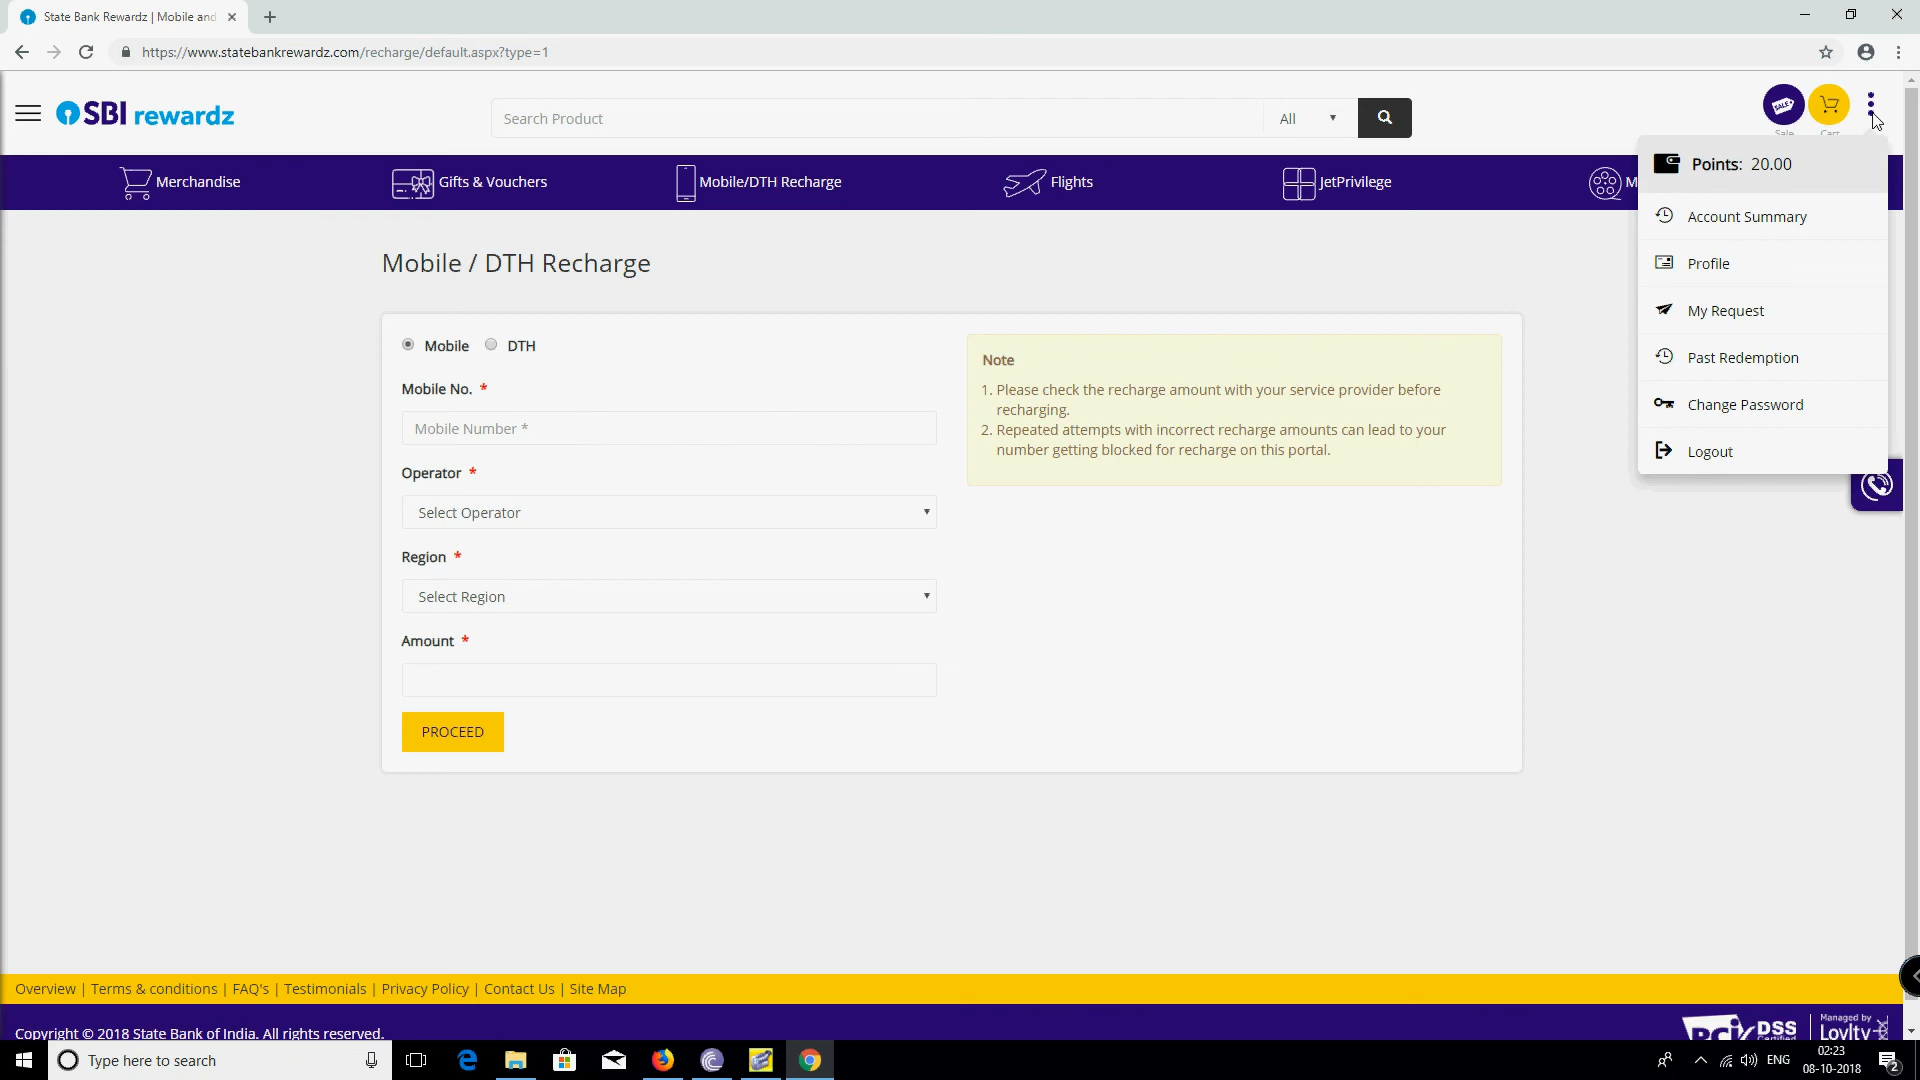 State Bank Rewardz | Mobile and
https://www.statebankrewardz.com/recharge/default.aspx?type=1
SBI rewardz
Search Product
All
SALE
Sale
Cart
Points: 20.00
Merchandise
Gifts & Vouchers
Mobile/DTH Recharge
Flights
JetPrivilege
M
Account Summary
Profile
My Request
Past Redemption
Change Password
Logout
Mobile / DTH Recharge
Mobile
DTH
Mobile No. *
Mobile Number *
Operator *
Select Operator
Region *
Select Region
Amount *
PROCEED
Note
1. Please check the recharge amount with your service provider before
recharging.
2. Repeated attempts with incorrect recharge amounts can lead to your
number getting blocked for recharge on this portal.
Overview | Terms & conditions | FAQ's | Testimonials | Privacy Policy | Contact Us | Site Map
Copyright © 2018 State Bank of India. All rights reserved.
PCI DSS
Managed by
Type here to search
ENG
02:23
08-10-2018
2